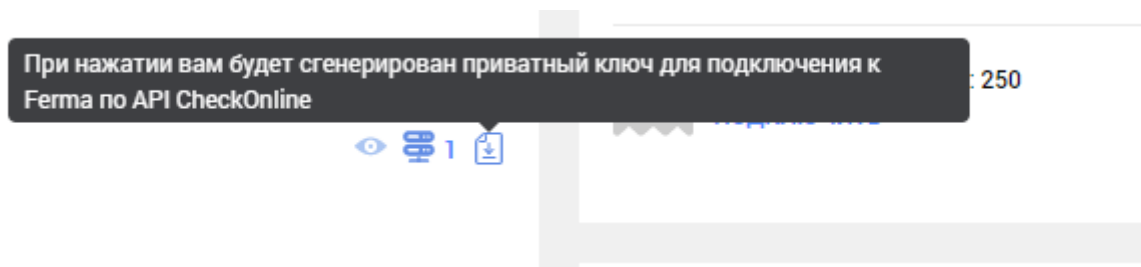 При нажатии вам будет сгенерирован приватный ключ для подключения к
Ferma по API CheckOnline
: 250
1